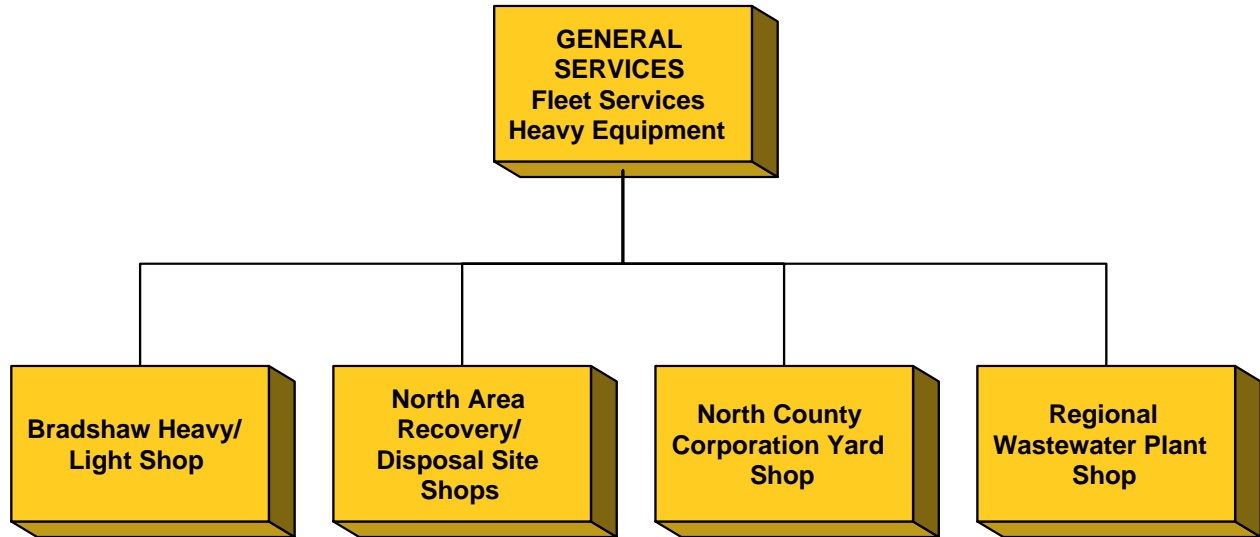 GENERAL
SERVICES
Fleet Services
Heavy Equipment
Bradshaw Heavy/
Light Shop
North Area
Recovery/
Disposal Site
Shops
North County
Corporation Yard
Shop
Regional
Wastewater Plant
Shop